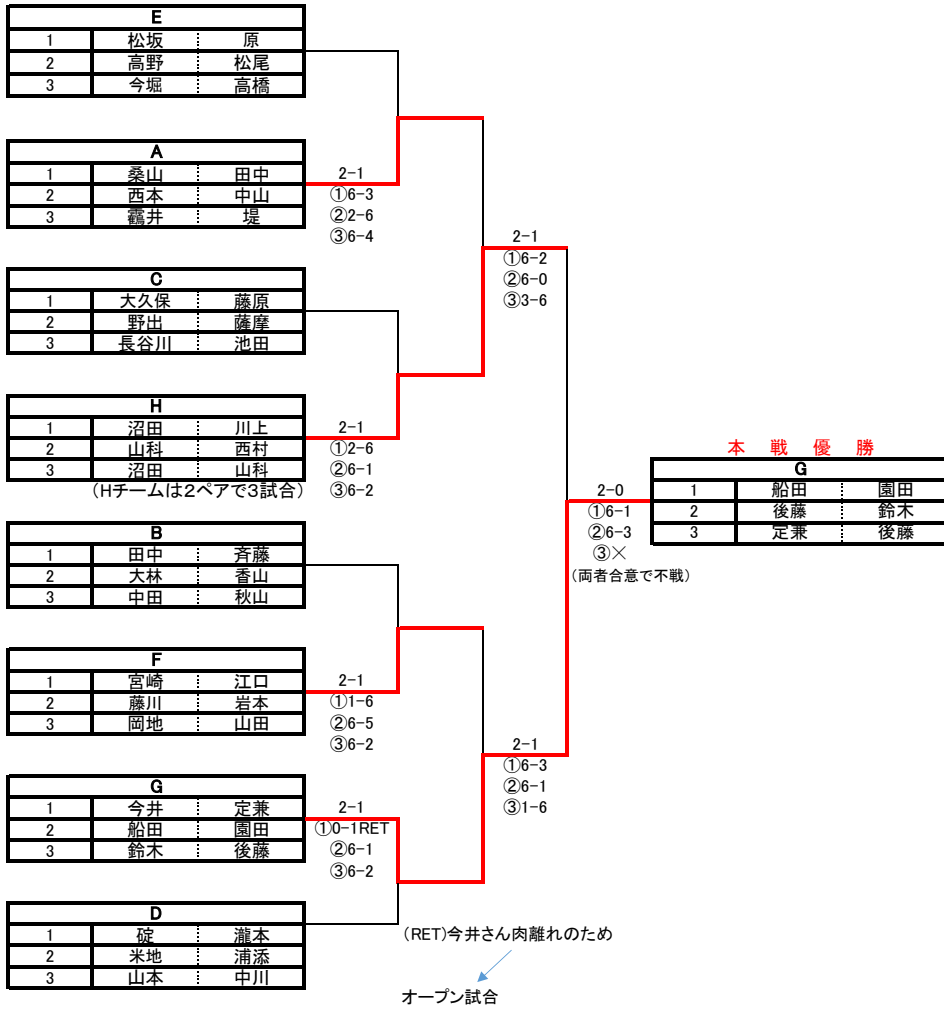 E
1 松坂 原
2 高野 松尾
3 今堀 高橋
A
1 桑山 田中
2 西本 中山
3 靍井 堤
2-1
①6-3
②2-6
③6-4
C
1 大久保 藤原
2 野出 薩摩
3 長谷川 池田
H
1 沼田 川上
2 山科 西村
3 沼田 山科
(Hチームは2ペアで3試合)
2-1
①2-6
②6-1
③6-2
2-1
①6-2
②6-0
③3-6
B
1 田中 斉藤
2 大林 香山
3 中田 秋山
F
1 宮崎 江口
2 藤川 岩本
3 岡地 山田
2-1
①1-6
②6-5
③6-2
G
1 今井 定兼
2 船田 園田
3 鈴木 後藤
2-1
①0-1RET
②6-1
③6-2
D
1 碇 瀧本
2 米地 浦添
3 山本 中川
2-1
①6-3
②6-1
③1-6
(RET)今井さん肉離れのため
オープン試合
2-0
①6-1
②6-3
③×
(両者合意で不戦)
本戦優勝
G
1 船田 園田
2 後藤 鈴木
3 定兼 後藤